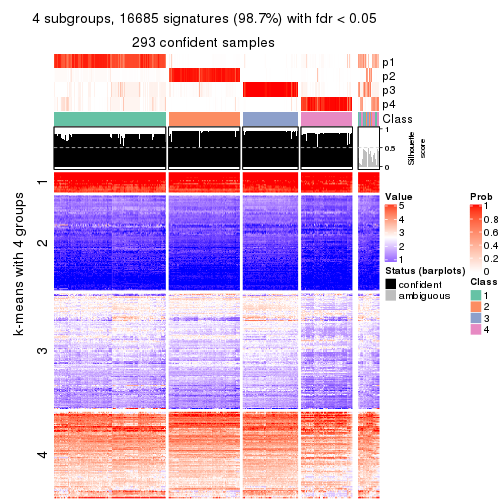 4 subgroups, 16685 signatures (98.7%) with fdr < 0.05
293 confident samples
p1
p2
p3
p4
Class
1
0.5
0
Silhouette
score
k-means with 4 groups
1
2
3
4
Value
5
4
3
2
1
Status (barplots)
confident
ambiguous
Prob
1
0.8
0.6
0.4
0.2
0
Class
1
2
3
4